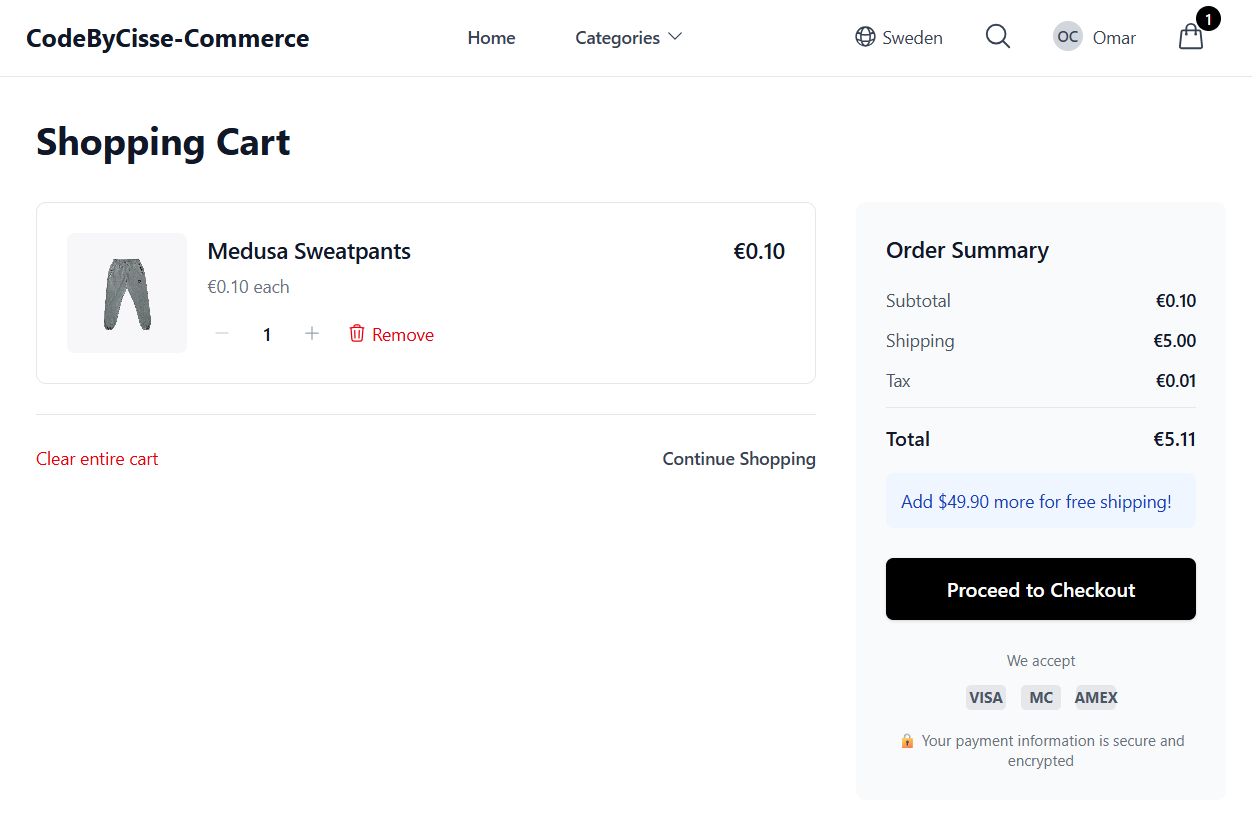 CodeByCisse-Commerce
Home
Categories
Sweden
OC
Omar
1
Shopping Cart
Medusa Sweatpants
€0.10
€0.10 each
1
Remove
Clear entire cart
Continue Shopping
Order Summary
Subtotal €0.10
Shipping €5.00
Tax €0.01
Total €5.11
Add $49.90 more for free shipping!
Proceed to Checkout
We accept
VISA MC AMEX
🔒 Your payment information is secure and
encrypted